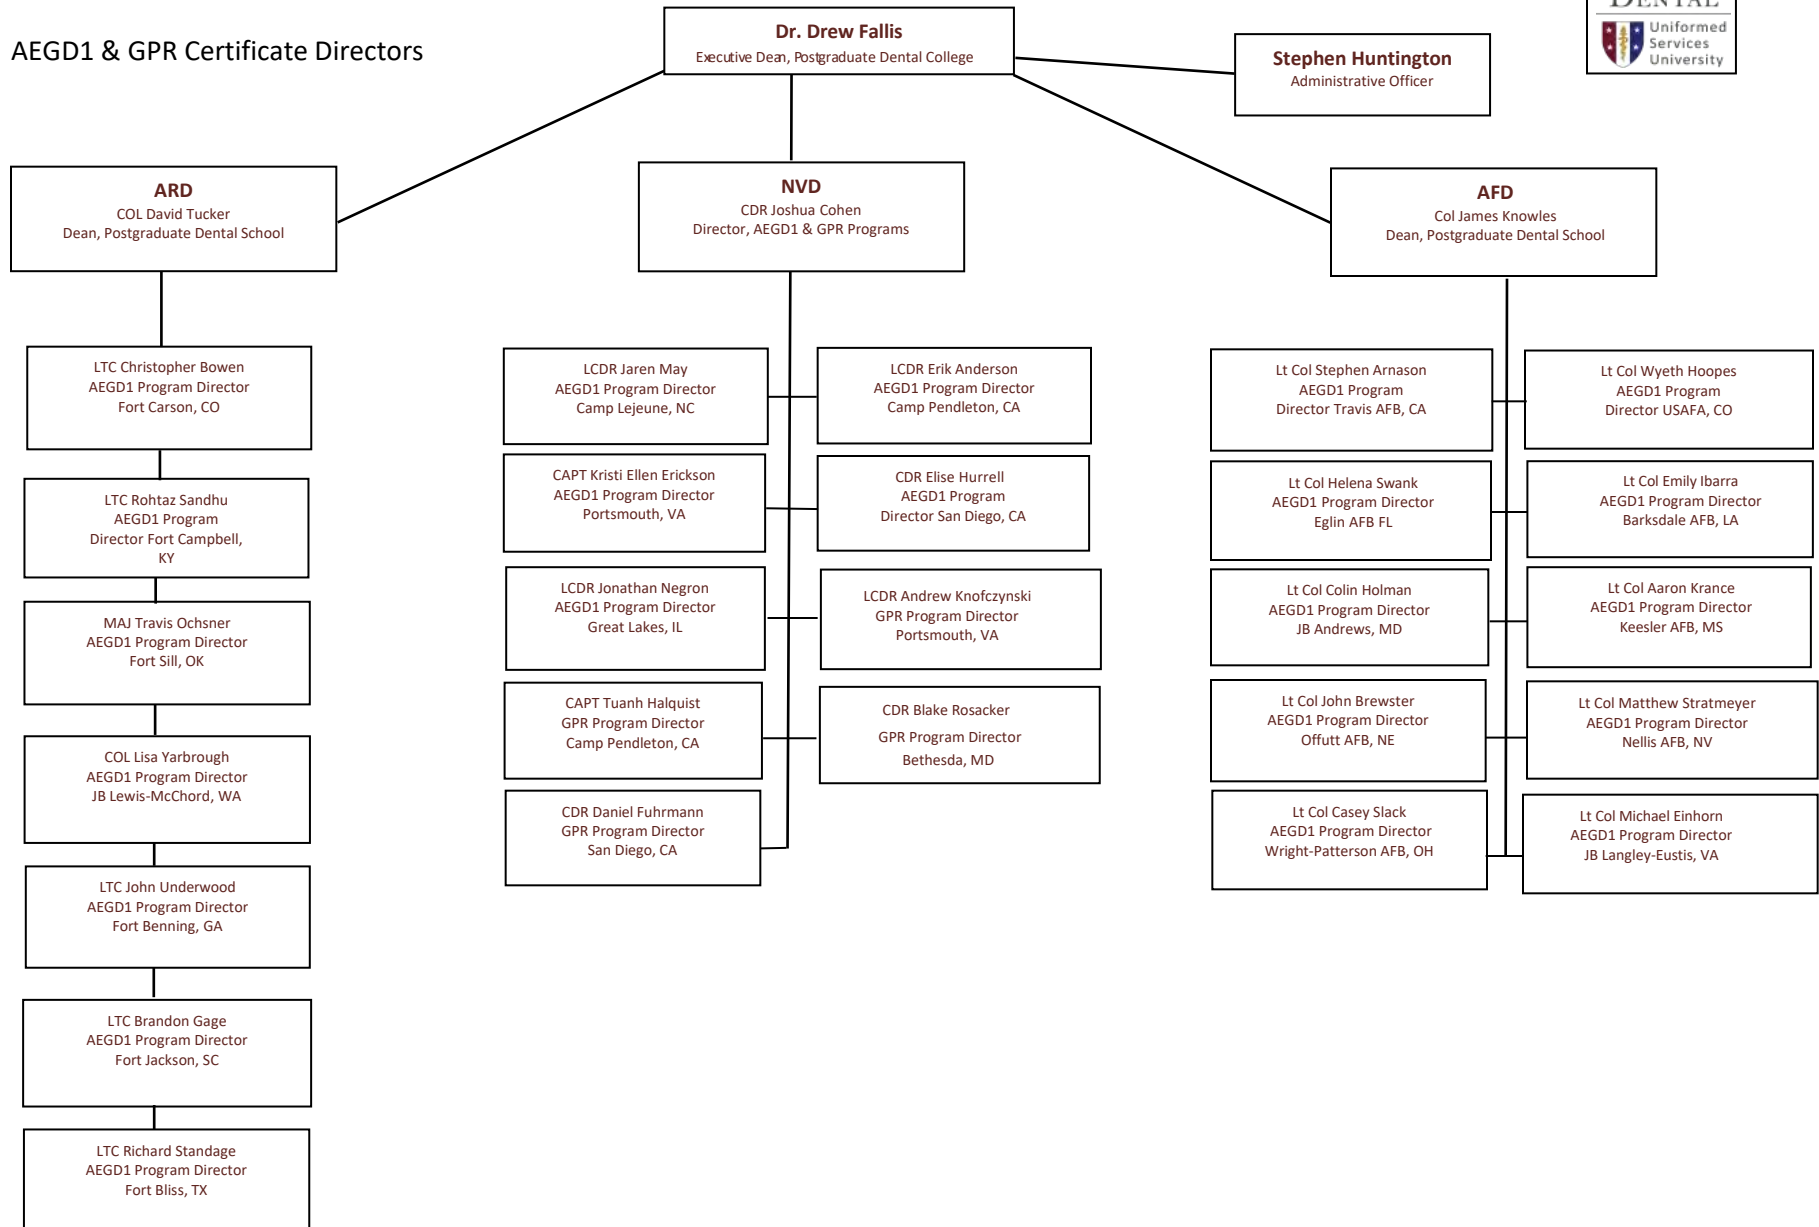 AEGD1 & GPR Certificate Directors
Dr. Drew Fallis
Executive Dean, Postgraduate Dental College
Stephen Huntington
Administrative Officer
DENTAL
Uniformed
Services
University
ARD
COL David Tucker
Dean, Postgraduate Dental School
NVD
CDR Joshua Cohen
Director, AEGD1 & GPR Programs
AFD
Col James Knowles
Dean, Postgraduate Dental School
LTC Christopher Bowen
AEGD1 Program Director
Fort Carson, CO
LTC Rohtaz Sandhu
AEGD1 Program
Director Fort Campbell,
KY
MAJ Travis Ochsner
AEGD1 Program Director
Fort Sill, OK
COL Lisa Yarbrough
AEGD1 Program Director
JB Lewis-McChord, WA
LTC John Underwood
AEGD1 Program Director
Fort Benning, GA
LTC Brandon Gage
AEGD1 Program Director
Fort Jackson, SC
LTC Richard Standage
AEGD1 Program Director
Fort Bliss, TX
LCDR Jaren May
AEGD1 Program Director
Camp Lejeune, NC
LCDR Erik Anderson
AEGD1 Program Director
Camp Pendleton, CA
CAPT Kristi Ellen Erickson
AEGD1 Program Director
Portsmouth, VA
CDR Elise Hurrell
AEGD1 Program
Director San Diego, CA
LCDR Jonathan Negron
AEGD1 Program Director
Great Lakes, IL
LCDR Andrew Knofczynski
GPR Program Director
Portsmouth, VA
CAPT Tuanh Halquist
GPR Program Director
Camp Pendleton, CA
CDR Blake Rosacker
GPR Program Director
Bethesda, MD
CDR Daniel Fuhrmann
GPR Program Director
San Diego, CA
Lt Col Stephen Arnason
AEGD1 Program
Director Travis AFB, CA
Lt Col Wyeth Hoopes
AEGD1 Program
Director USAFA, CO
Lt Col Helena Swank
AEGD1 Program Director
Eglin AFB FL
Lt Col Emily Ibarra
AEGD1 Program Director
Barksdale AFB, LA
Lt Col Colin Holman
AEGD1 Program Director
JB Andrews, MD
Lt Col Aaron Krance
AEGD1 Program Director
Keesler AFB, MS
Lt Col John Brewster
AEGD1 Program Director
Offutt AFB, NE
Lt Col Matthew Stratmeyer
AEGD1 Program Director
Nellis AFB, NV
Lt Col Casey Slack
AEGD1 Program Director
Wright-Patterson AFB, OH
Lt Col Michael Einhorn
AEGD1 Program Director
JB Langley-Eustis, VA